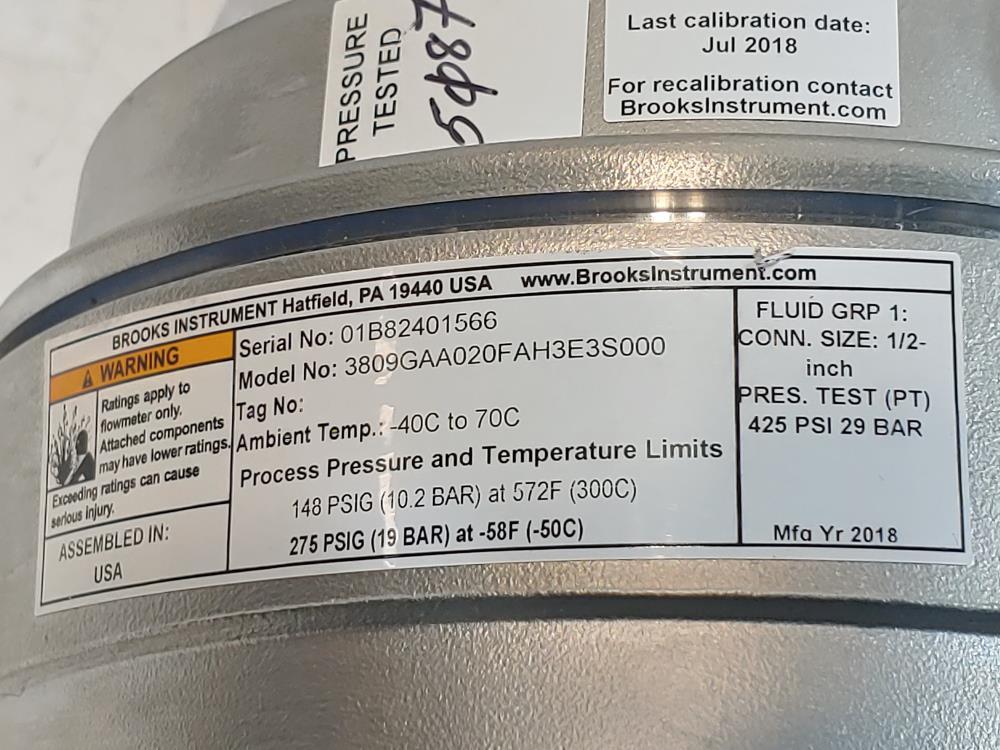 PRESSURE
TESTED
Last calibration date:
Jul 2018
For recalibration contact
BrooksInstrument.com
BROOKS INSTRUMENT Hatfield, PA 19440 USA www.BrooksInstrument.com
WARNING
Ratings apply to
flowmeter only.
Attached components
may have lower ratings.
Exceeding ratings can cause
serious injury.
ASSEMBLED IN:
USA
Serial No: 01B82401566
Model No: 3809GAA020FAH3E3S000
Tag No:
Ambient Temp.: -40C to 70C
Process Pressure and Temperature Limits
148 PSIG (10.2 BAR) at 572F (300C)
275 PSIG (19 BAR) at -58F (-50C)
FLUID GRP 1:
CONN. SIZE: 1/2-
inch
PRES. TEST (PT)
425 PSI 29 BAR
Mfg Yr 2018